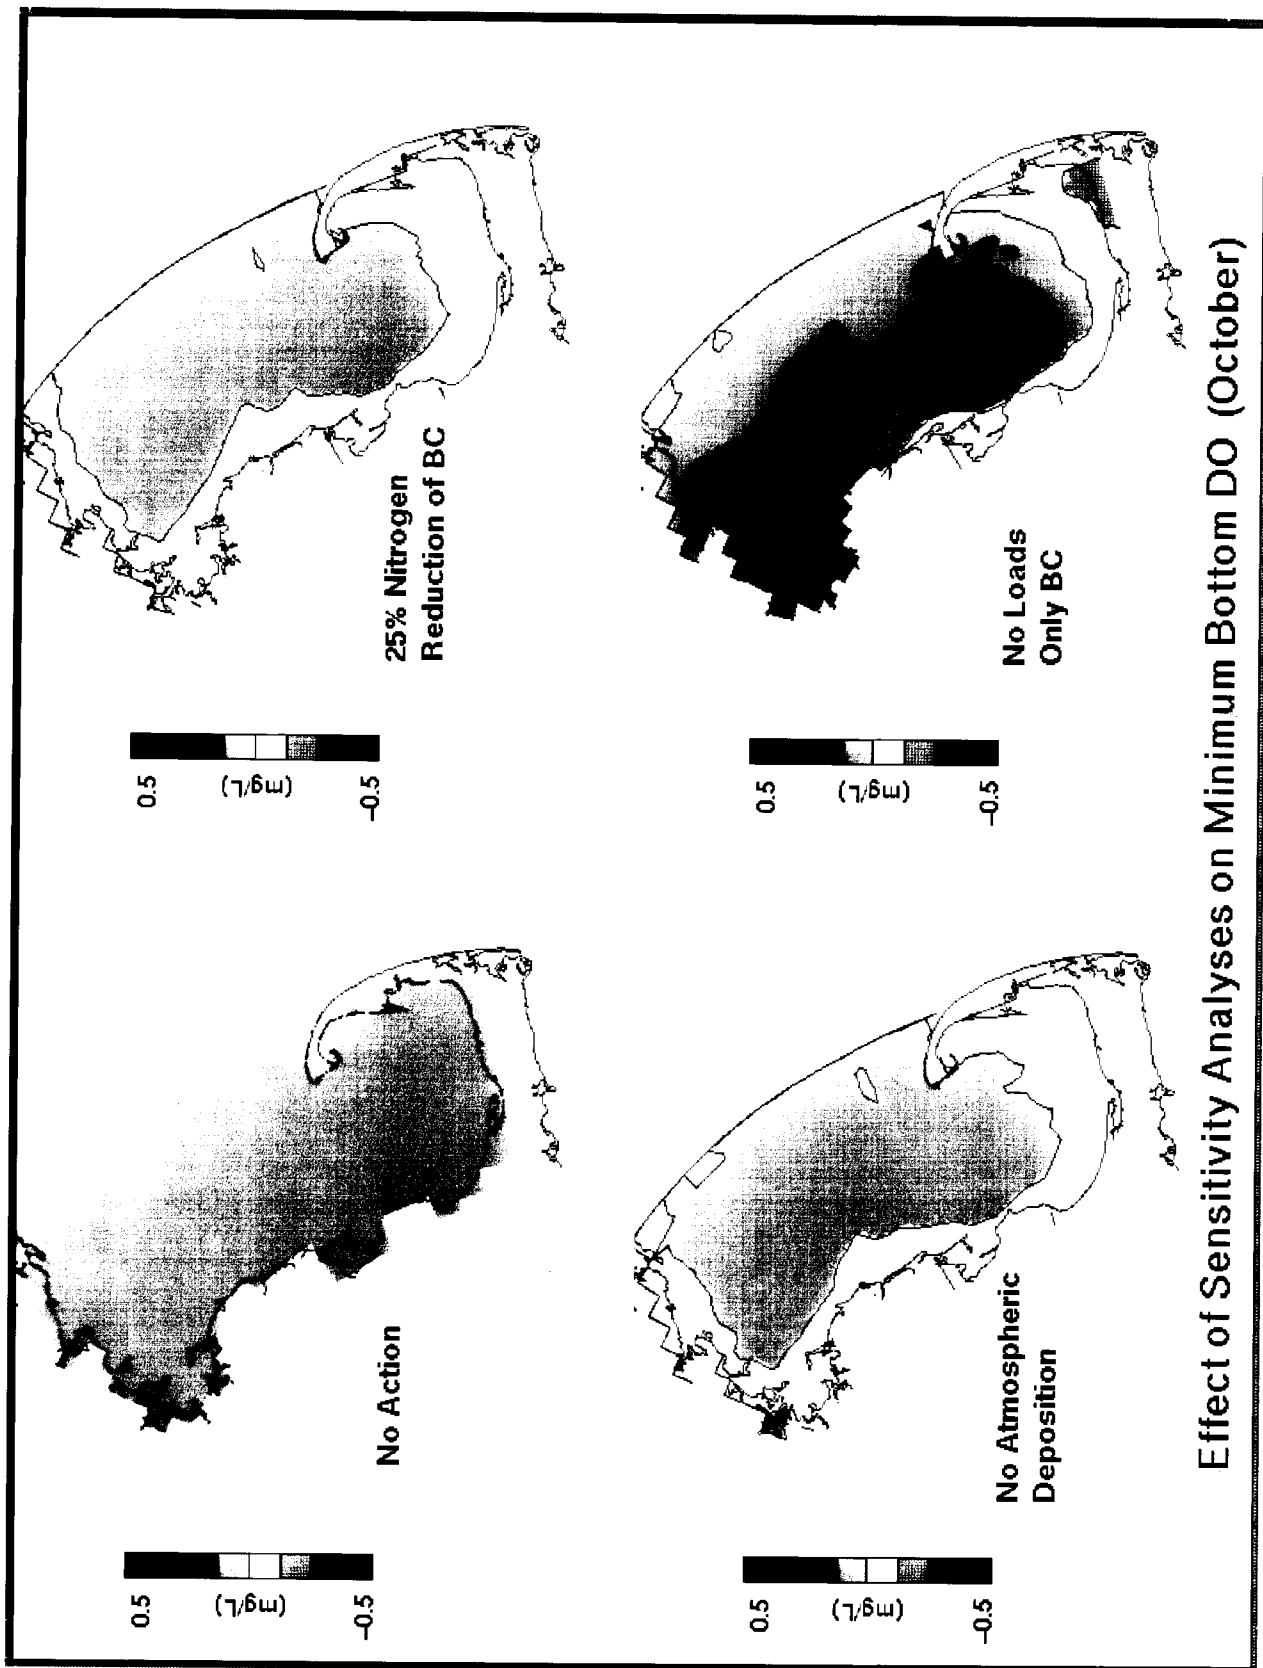 0.5
(mg/L)
–0.5
No Action
0.5
(mg/L)
–0.5
25% Nitrogen
Reduction of BC
0.5
(mg/L)
–0.5
No Atmospheric
Deposition
0.5
(mg/L)
–0.5
No Loads
Only BC
Effect of Sensitivity Analyses on Minimum Bottom DO (October)